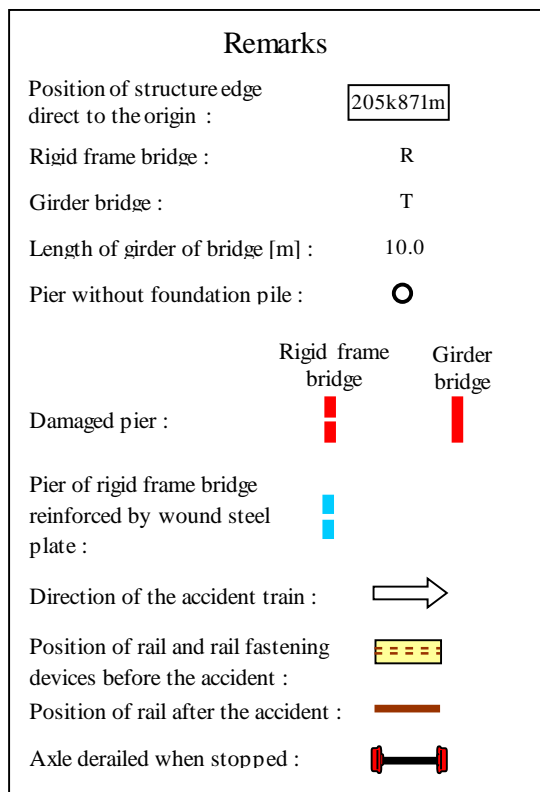 Remarks
Position of structure edge
direct to the origin :
205k871m
Rigid frame bridge :
R
Girder bridge :
T
Length of girder of bridge [m] :
10.0
Pier without foundation pile :
Rigid frame
bridge
Girder
bridge
Damaged pier :
Pier of rigid frame bridge
reinforced by wound steel
plate :
Direction of the accident train :
Position of rail and rail fastening
devices before the accident :
Position of rail after the accident :
Axle derailed when stopped :